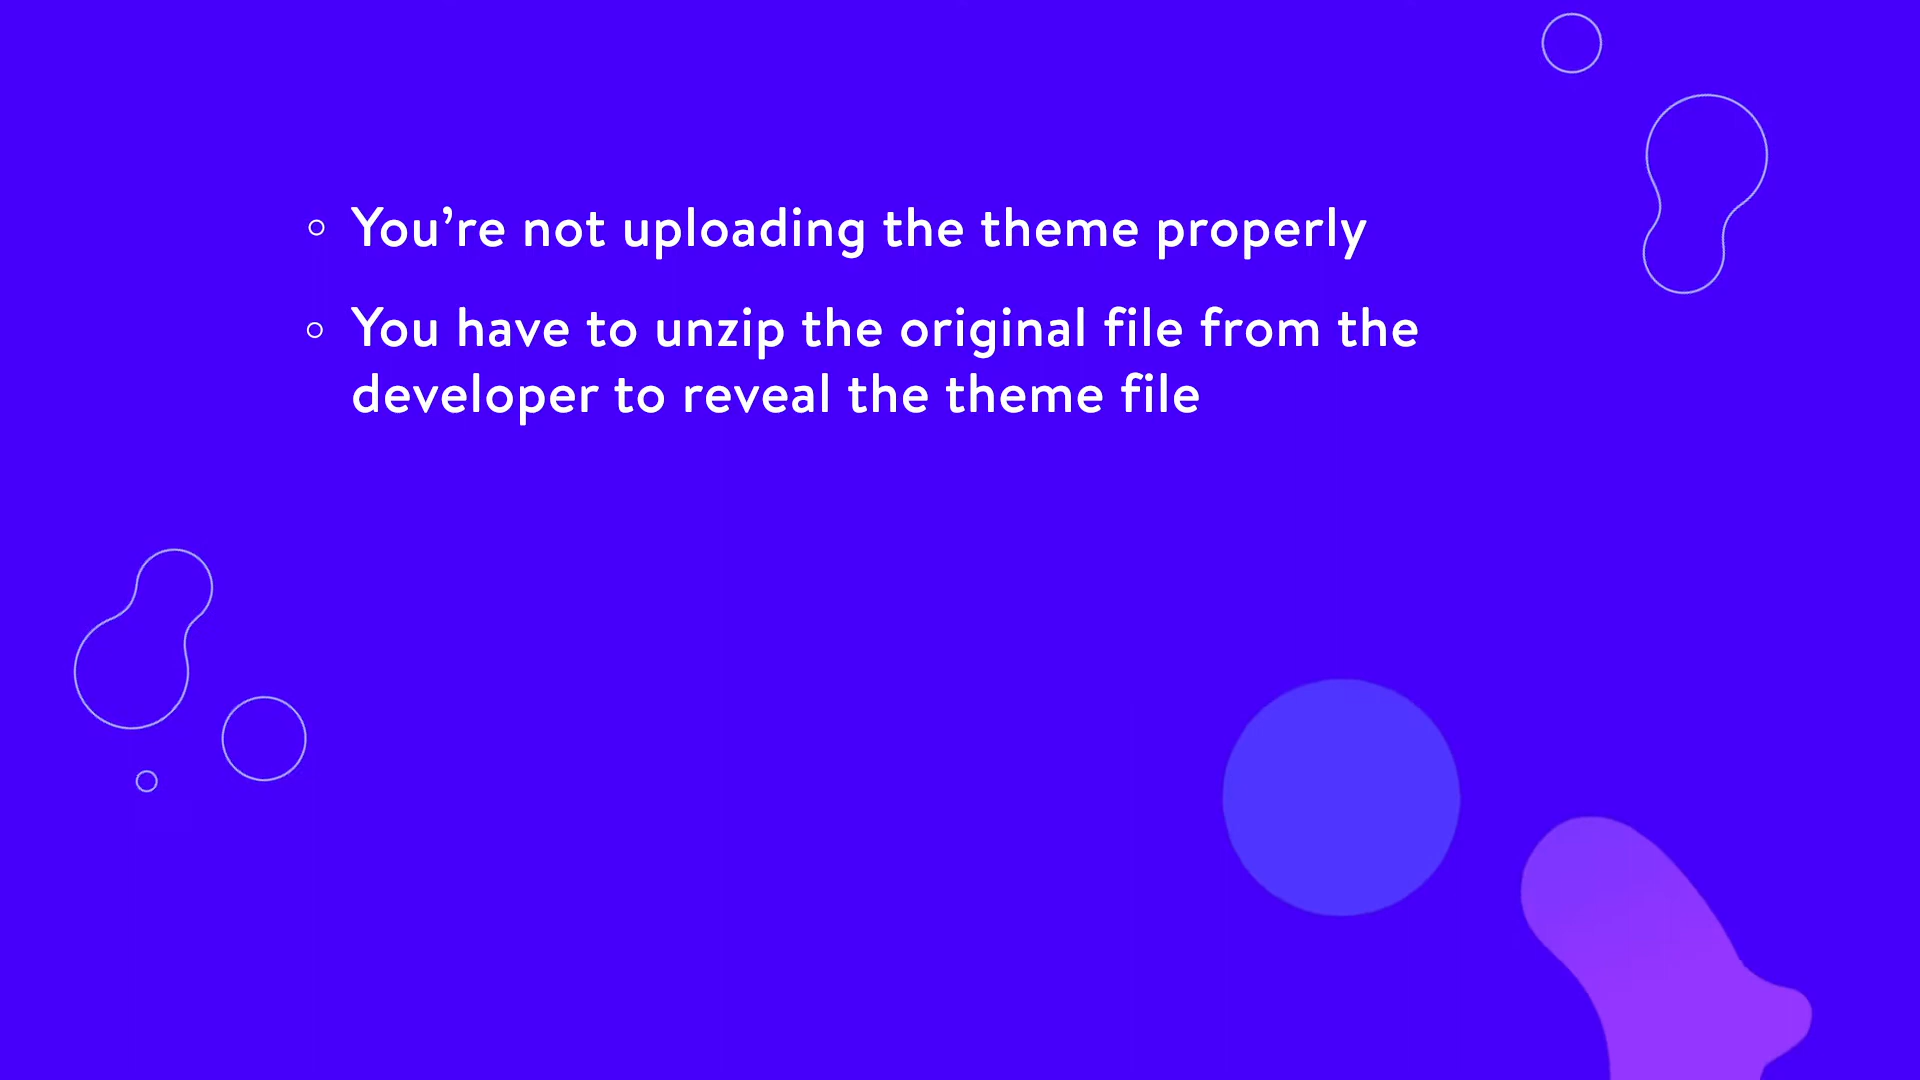 You’re not uploading the theme properly
You have to unzip the original file from the
developer to reveal the theme file